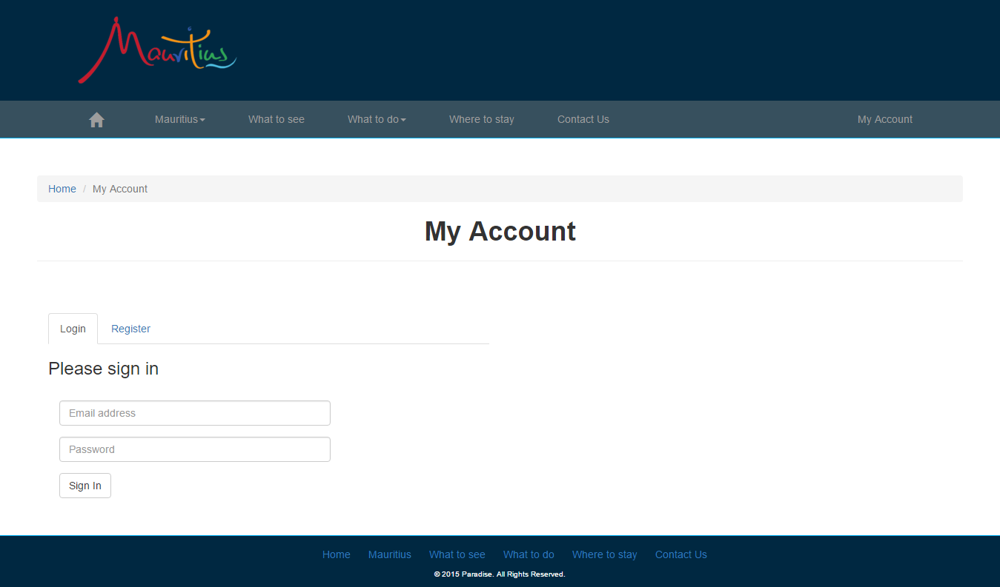 Mauritius
Mauritius What to see What to do Where to stay Contact Us My Account
Home / My Account
My Account
Login Register
Please sign in
Email address
Password
Sign In
Home Mauritius What to see What to do Where to stay Contact Us
© 2015 Paradise. All Rights Reserved.